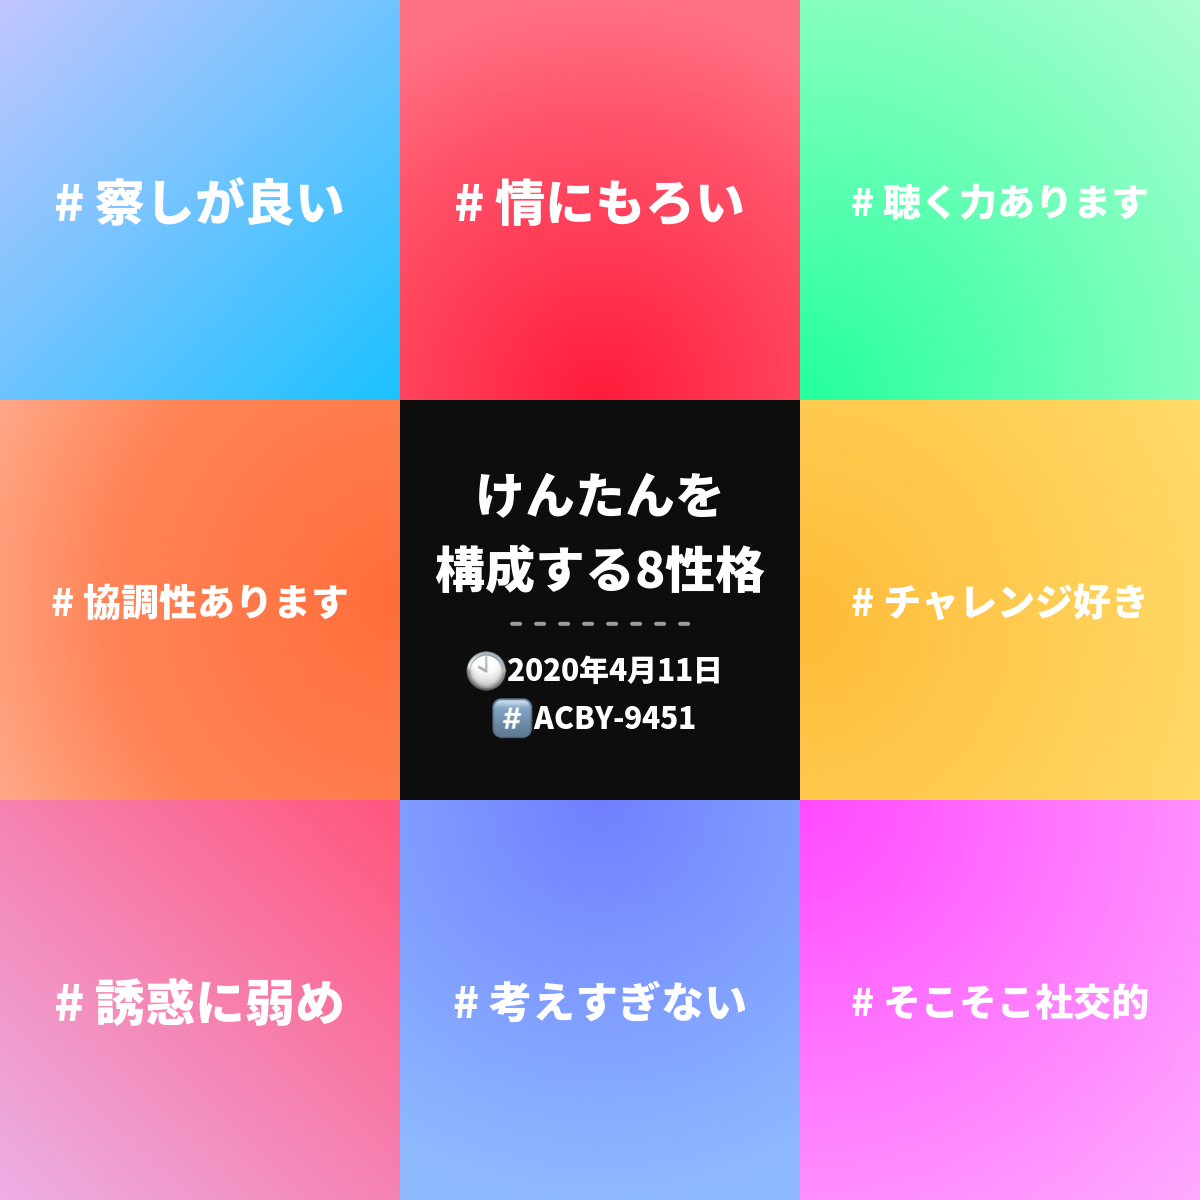 # 察しが良い
# 情にもろい
# 聴く力あります
# 協調性あります
けんたんを
構成する8性格
🕙2020年4月11日
#️⃣ACBY-9451
# チャレンジ好き
# 誘惑に弱め
# 考えすぎない
# そこそこ社交的